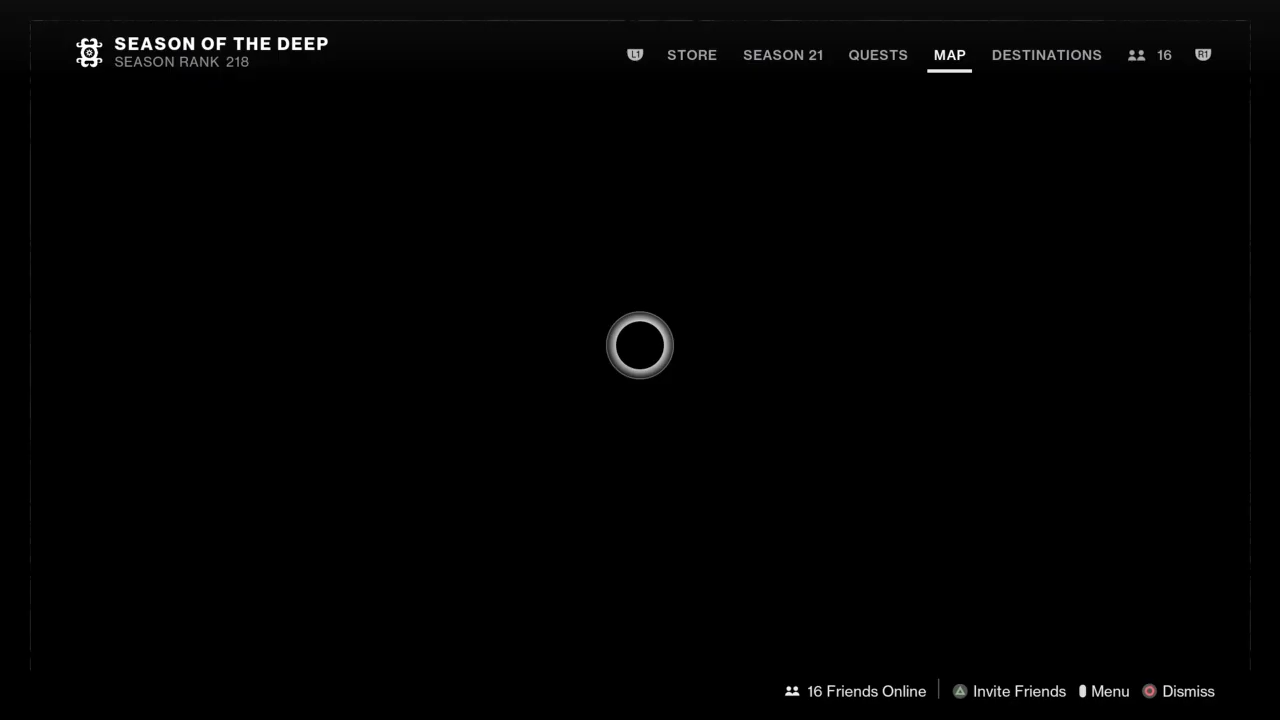 SEASON OF THE DEEP
SEASON RANK 218
L1 STORE SEASON 21 QUESTS MAP DESTINATIONS 16 R1
16 Friends Online Invite Friends Menu Dismiss